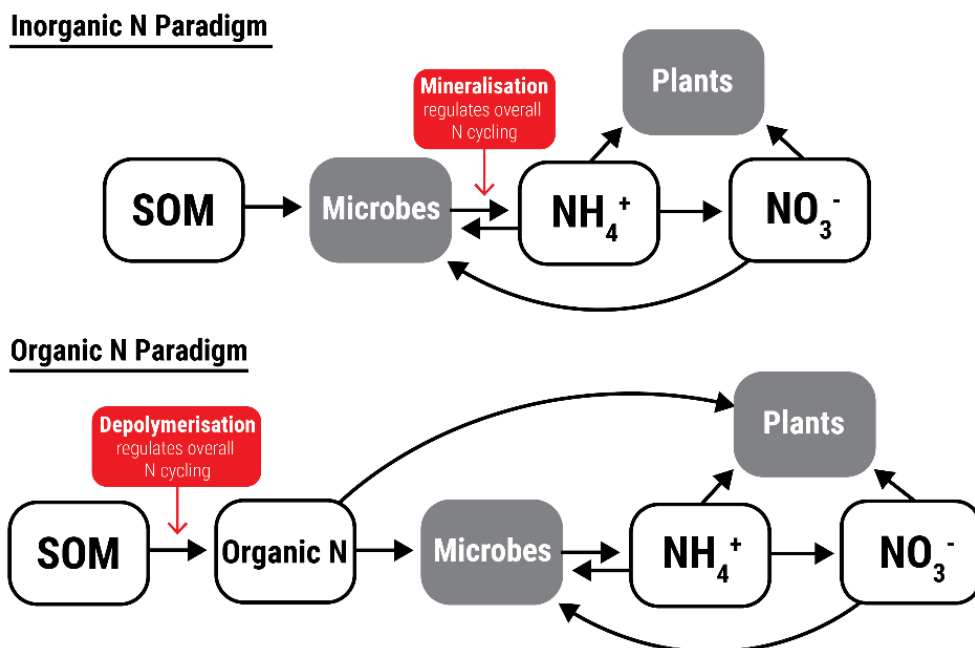 Inorganic N Paradigm
Plants
Mineralisation
regulates overall
N cycling
SOM
Microbes
NH₄⁺
NO₃⁻
Organic N Paradigm
Depolymerisation
regulates overall
N cycling
Plants
SOM
Organic N
Microbes
NH₄⁺
NO₃⁻